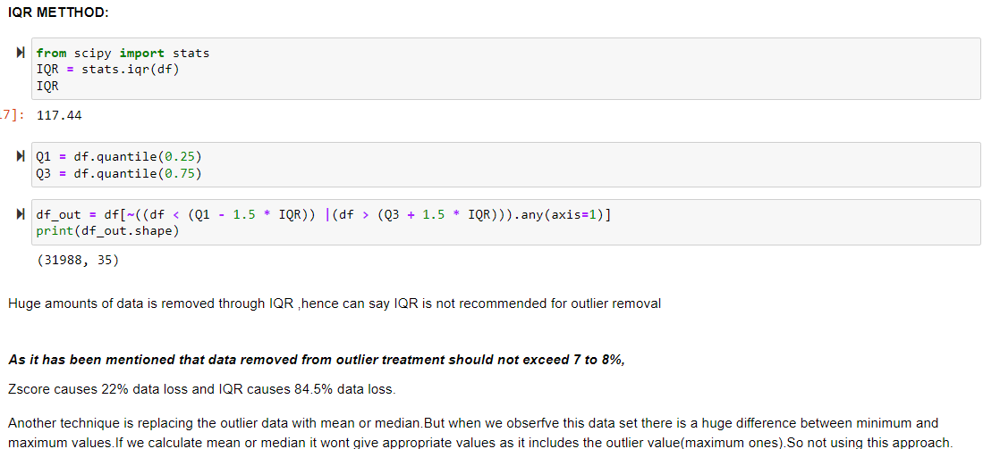 IQR METTHOD:
from scipy import stats
IQR = stats.iqr(df)
IQR
7]: 117.44
Q1 = df.quantile(0.25)
Q3 = df.quantile(0.75)
df_out = df[~((df < (Q1 - 1.5 * IQR)) |(df > (Q3 + 1.5 * IQR))).any(axis=1)]
print(df_out.shape)
(31988, 35)
Huge amounts of data is removed through IQR ,hence can say IQR is not recommended for outlier removal
As it has been mentioned that data removed from outlier treatment should not exceed 7 to 8%,
Zscore causes 22% data loss and IQR causes 84.5% data loss.
Another technique is replacing the outlier data with mean or median.But when we obserfve this data set there is a huge difference between minimum and
maximum values.If we calculate mean or median it wont give appropriate values as it includes the outlier value(maximum ones).So not using this approach.